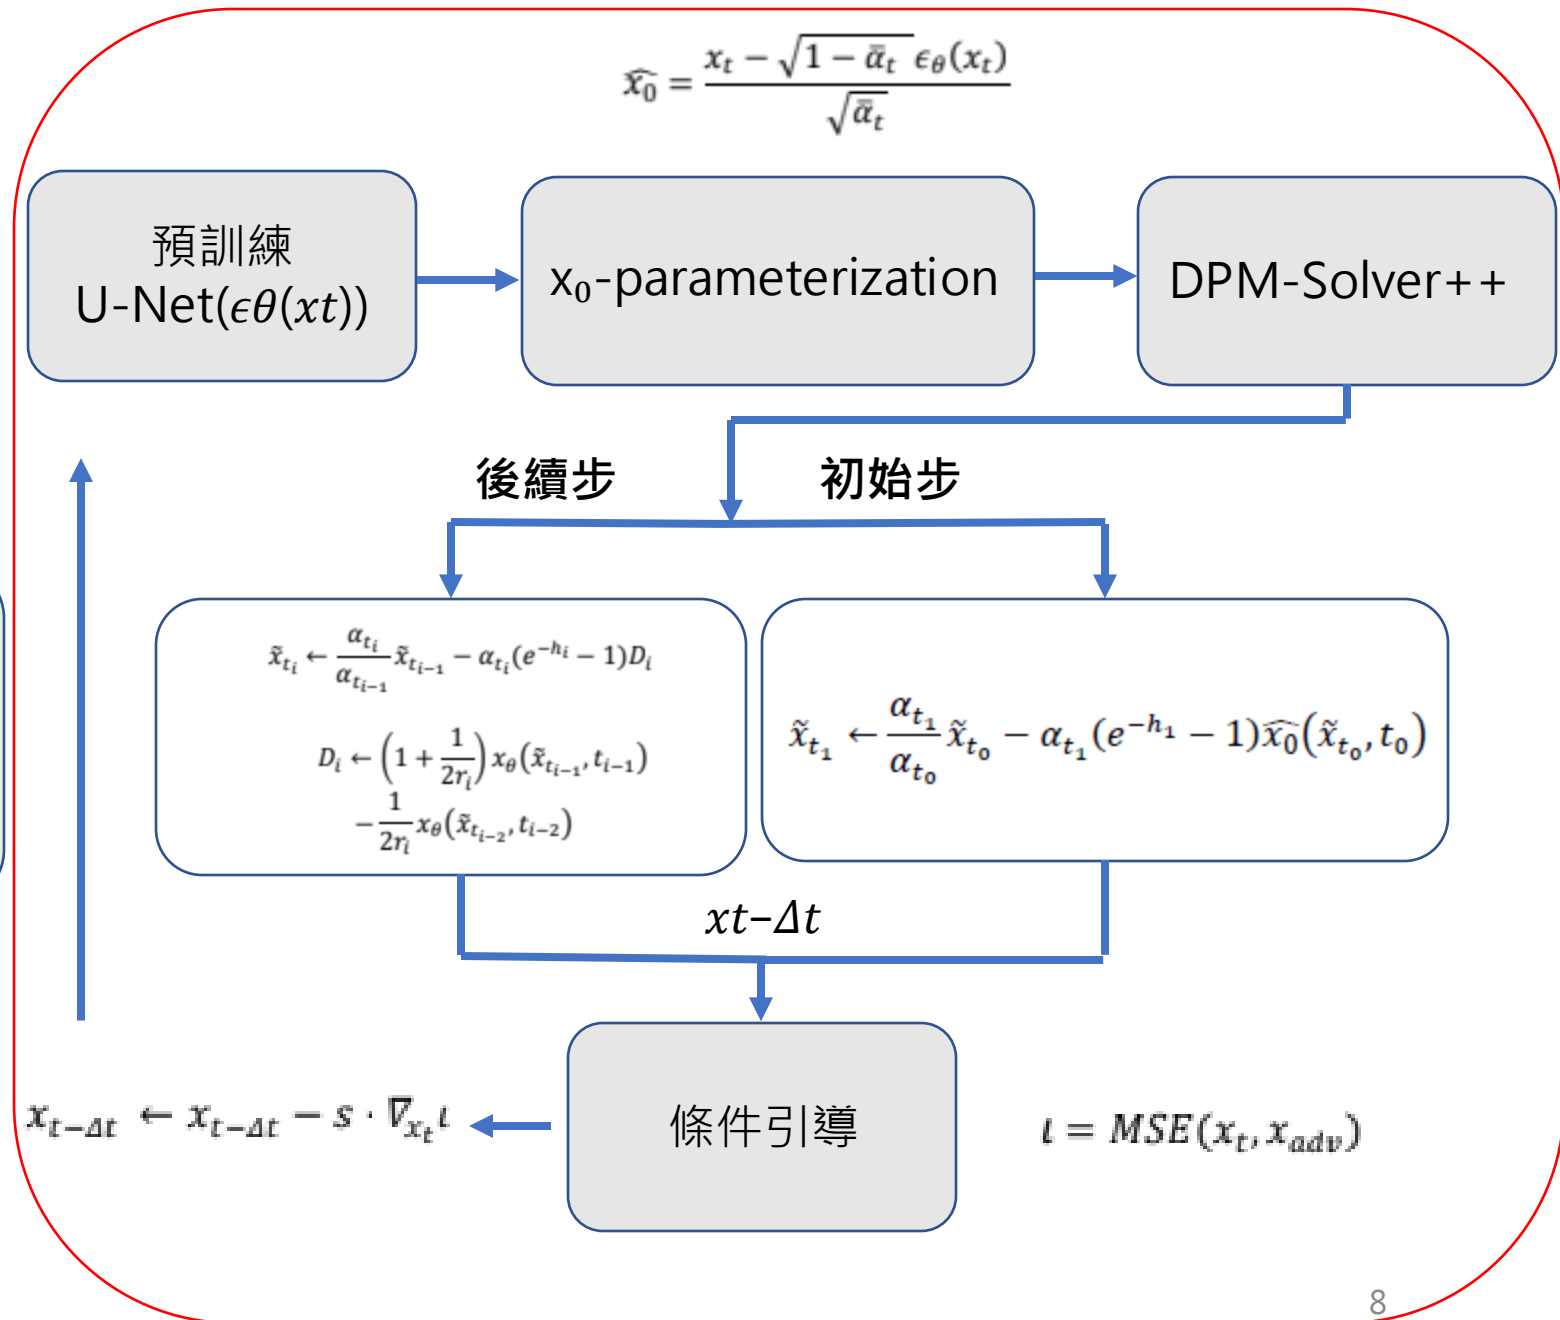 x̂₀ = (x_t − √(1 − ᾱ_t) ϵ_θ(x_t)) / √ᾱ_t
預訓練
U-Net(ϵθ(xt))
x₀-parameterization
DPM-Solver++
後續步
初始步
x̃_{t_i} ← (α_{t_i} / α_{t_{i-1}}) x̃_{t_{i-1}} − α_{t_i}(e^{−h_i} − 1)D_i
D_i ← (1 + 1/(2r_i)) x_θ(x̃_{t_{i-1}}, t_{i-1})
− 1/(2r_i) x_θ(x̃_{t_{i-2}}, t_{i-2})
x̃_{t_1} ← (α_{t_1} / α_{t_0}) x̃_{t_0} − α_{t_1}(e^{−h_1} − 1)x̂₀(x̃_{t_0}, t_0)
xt−Δt
x_{t−Δt} ← x_{t−Δt} − s · ∇_{x_t} ι
條件引導
ι = MSE(x_t, x_{adv})
8